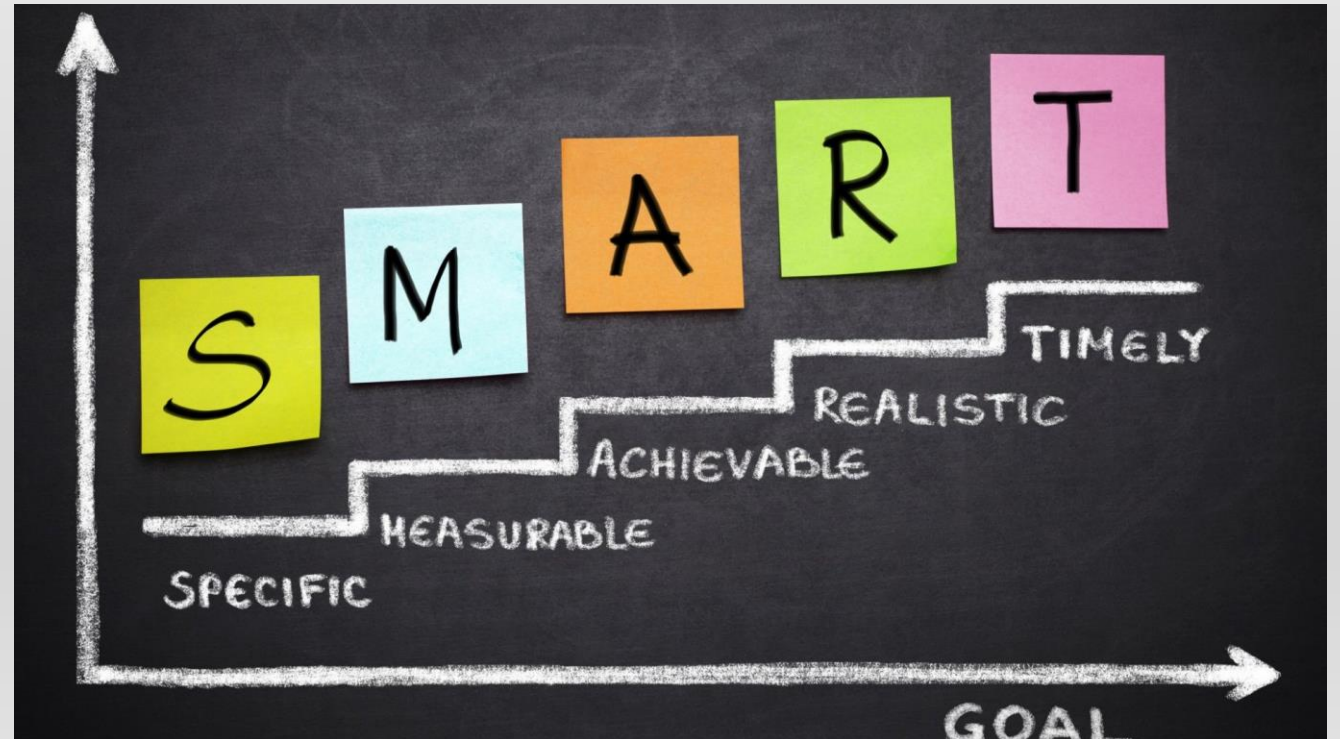 S M A R T
TIMELY
REALISTIC
ACHIEVABLE
MEASURABLE
SPECIFIC
GOAL